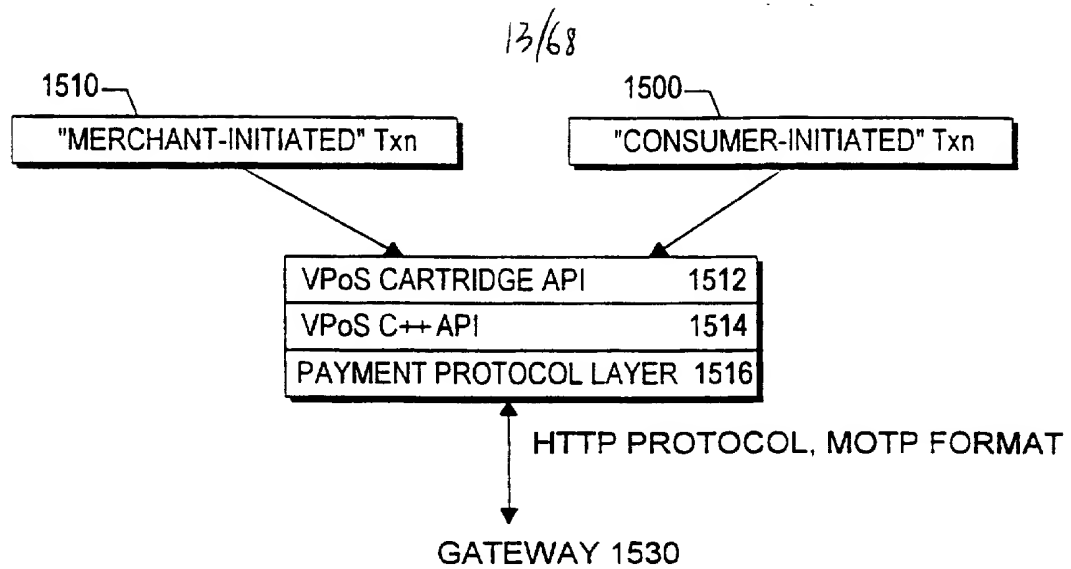 13/68
1510
1500
"MERCHANT-INITIATED" Txn
"CONSUMER-INITIATED" Txn
VPoS CARTRIDGE API 1512
VPoS C++ API 1514
PAYMENT PROTOCOL LAYER 1516
HTTP PROTOCOL, MOTP FORMAT
GATEWAY 1530